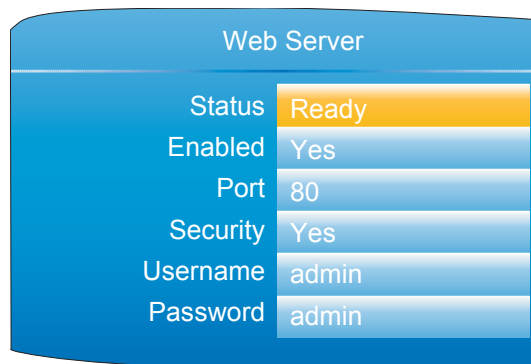 Web Server
Status Ready
Enabled Yes
Port 80
Security Yes
Username admin
Password admin